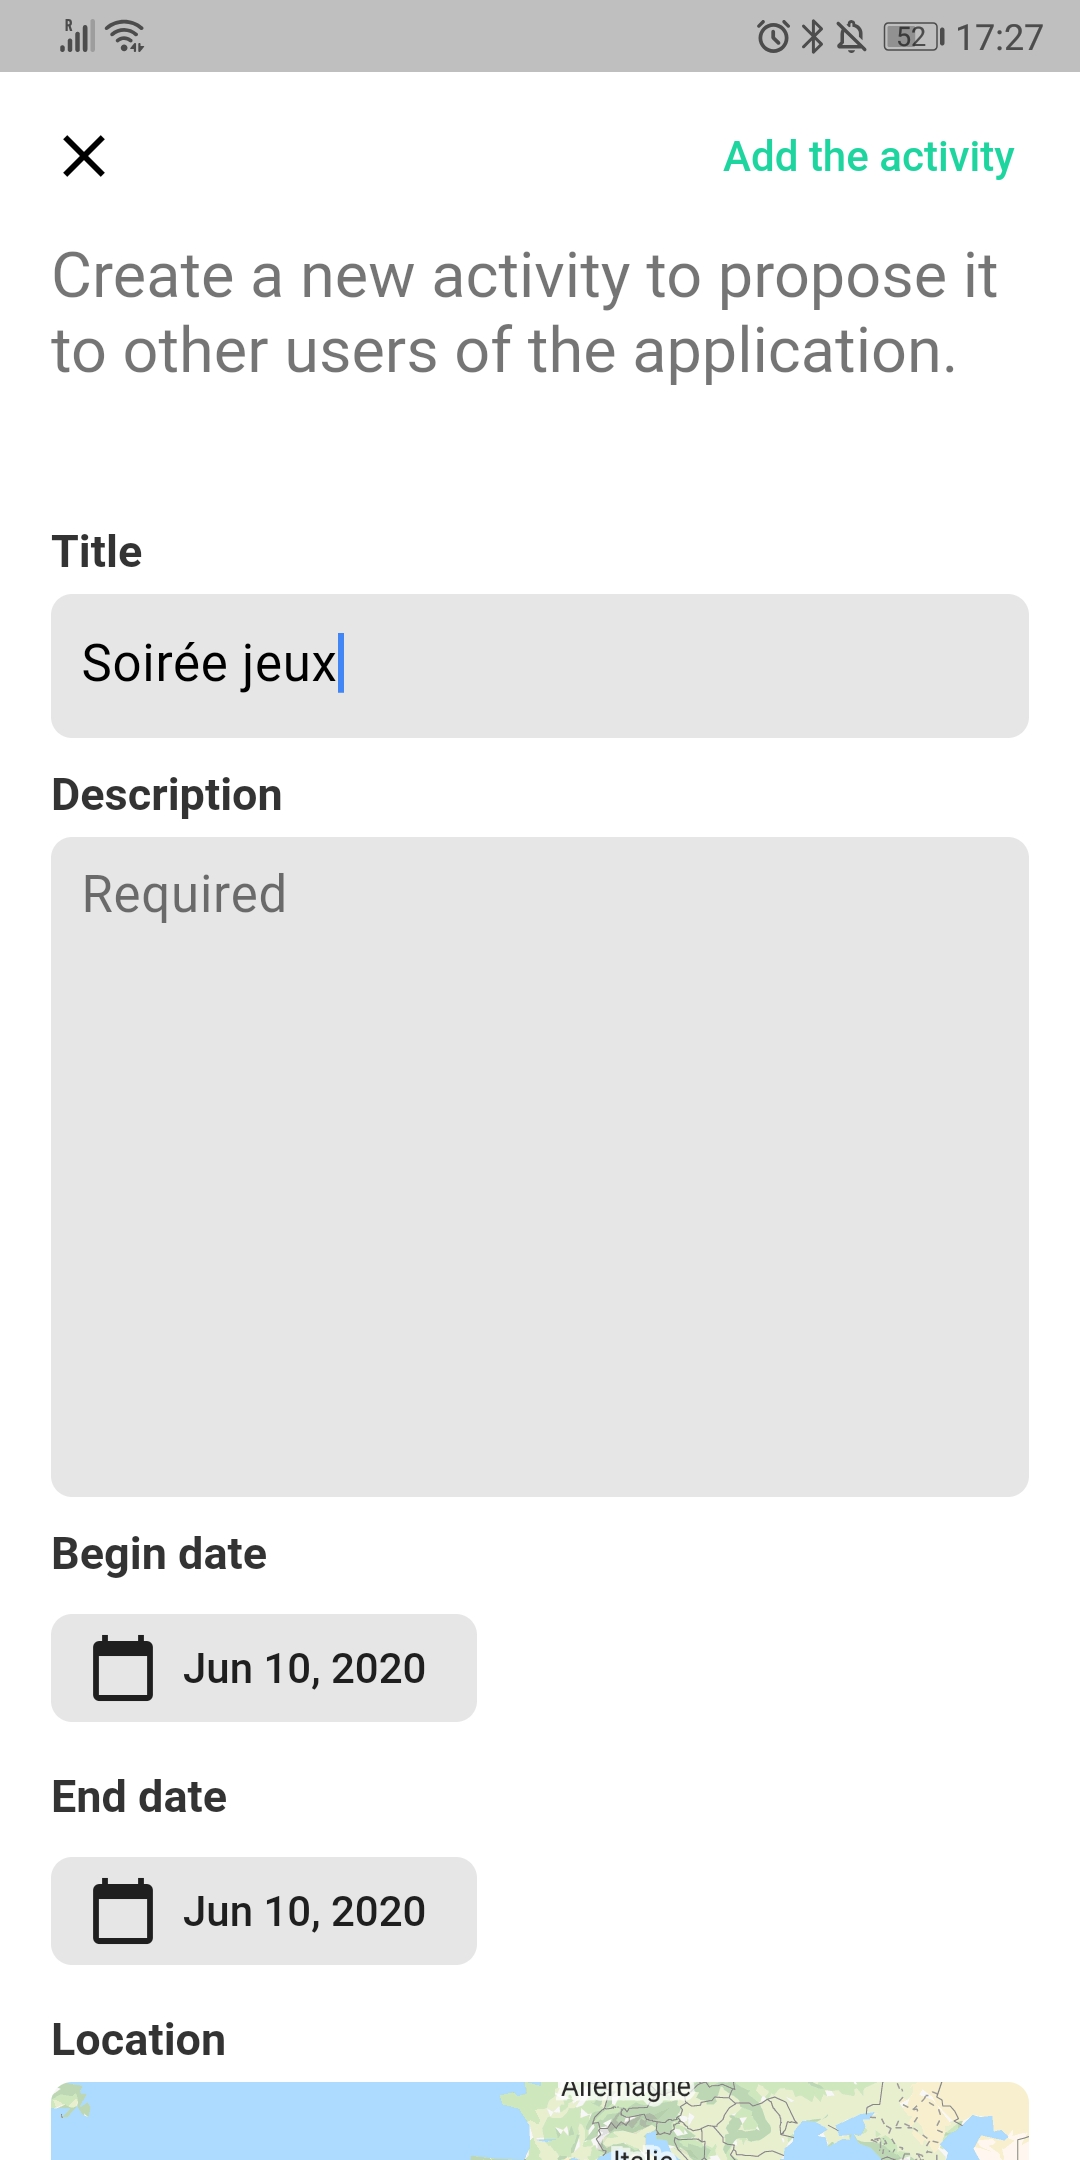 R
52 17:27
Add the activity
Create a new activity to propose it
to other users of the application.
Title
Soirée jeux
Description
Required
Begin date
Jun 10, 2020
End date
Jun 10, 2020
Location
Allemagne
Italie